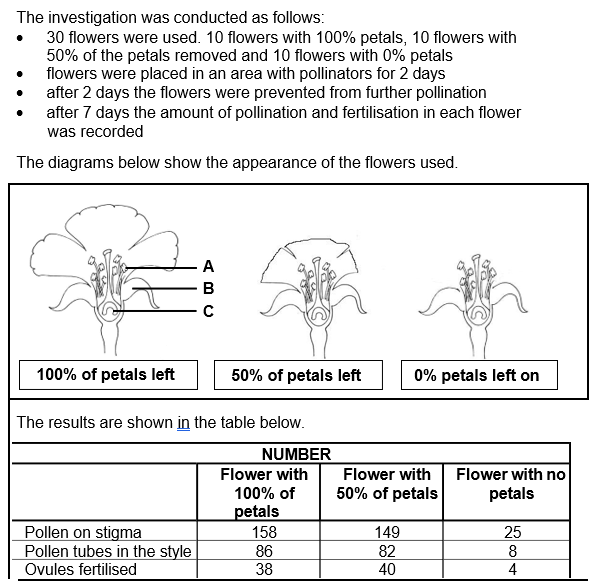 The investigation was conducted as follows:
• 30 flowers were used. 10 flowers with 100% petals, 10 flowers with
50% of the petals removed and 10 flowers with 0% petals
• flowers were placed in an area with pollinators for 2 days
• after 2 days the flowers were prevented from further pollination
• after 7 days the amount of pollination and fertilisation in each flower
was recorded
The diagrams below show the appearance of the flowers used.
A
B
C
100% of petals left
50% of petals left
0% petals left on
The results are shown in the table below.
NUMBER
Flower with 100% of petals
Flower with 50% of petals
Flower with no petals
Pollen on stigma 158 149 25
Pollen tubes in the style 86 82 8
Ovules fertilised 38 40 4